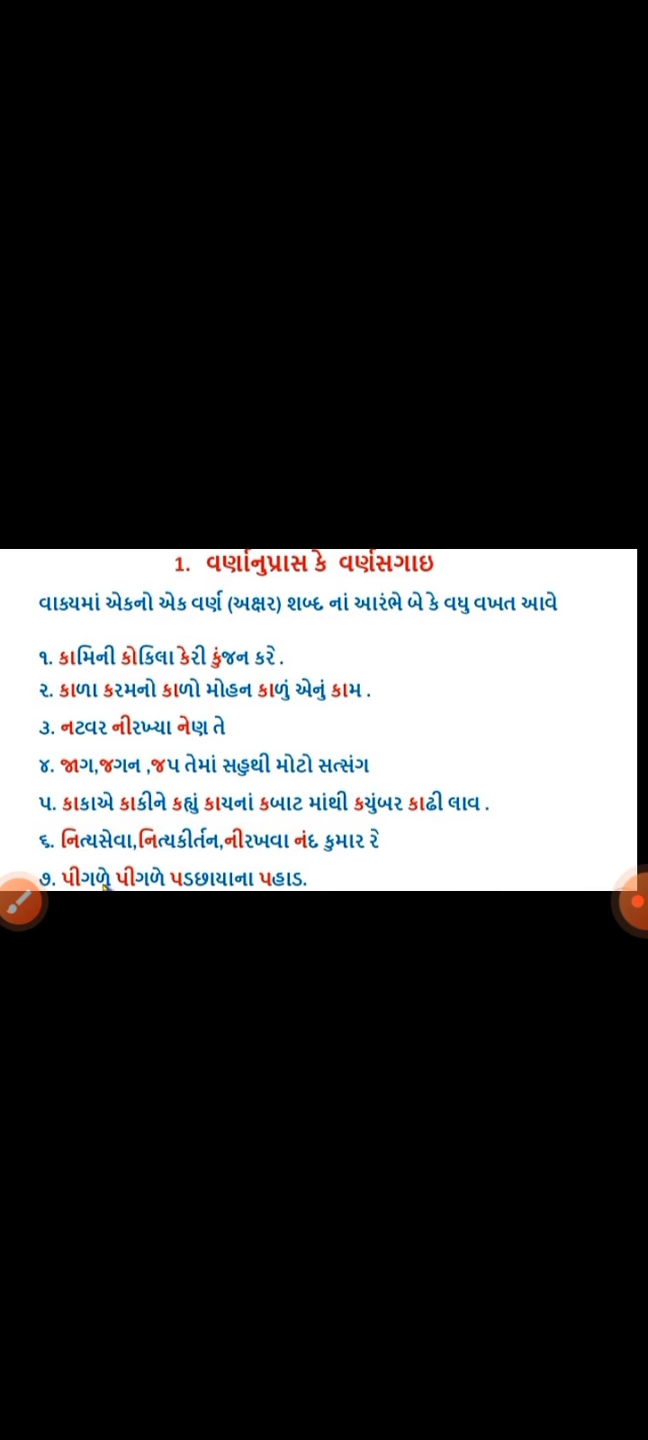 1. વર્ણાનુપ્રાસ કે વર્ણસગાઇ
વાક્યમાં એકનો એક વર્ણ (અક્ષર) શબ્દ નાં આરંભે બે કે વધુ વખત આવે
૧. કામિની કોકિલા કેરી કુંજન કરે .
૨. કાળા કરમનો કાળો મોહન કાળું એનું કામ .
૩. નટવર નીરખ્યા નેણ તે
૪. જાગ,જગન ,જપ તેમાં સહુથી મોટો સત્સંગ
૫. કાકાએ કાકીને કહ્યું કાચનાં કબાટ માંથી કચુંબર કાઢી લાવ .
૬. નિત્યસેવા,નિત્યકીર્તન,નીરખવા નંદ કુમાર રે
૭. પીગળે પીગળે પડછાયાના પહાડ.